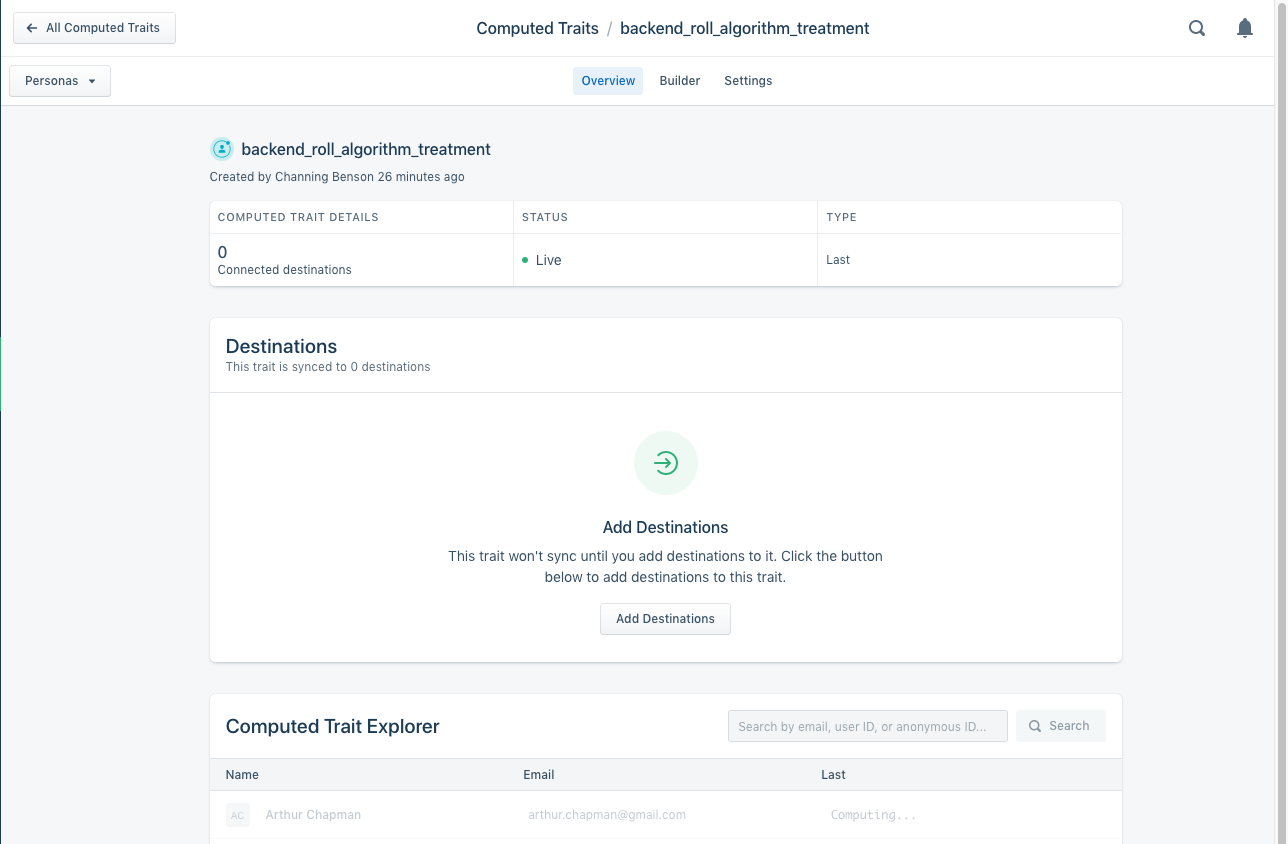 All Computed Traits
Computed Traits / backend_roll_algorithm_treatment
Personas
Overview
Builder
Settings
backend_roll_algorithm_treatment
Created by Channing Benson 26 minutes ago
COMPUTED TRAIT DETAILS
STATUS
TYPE
0
Connected destinations
Live
Last
Destinations
This trait is synced to 0 destinations
Add Destinations
This trait won't sync until you add destinations to it. Click the button
below to add destinations to this trait.
Add Destinations
Computed Trait Explorer
Search by email, user ID, or anonymous ID...
Search
Name
Email
Last
AC
Arthur Chapman
arthur.chapman@gmail.com
Computing...